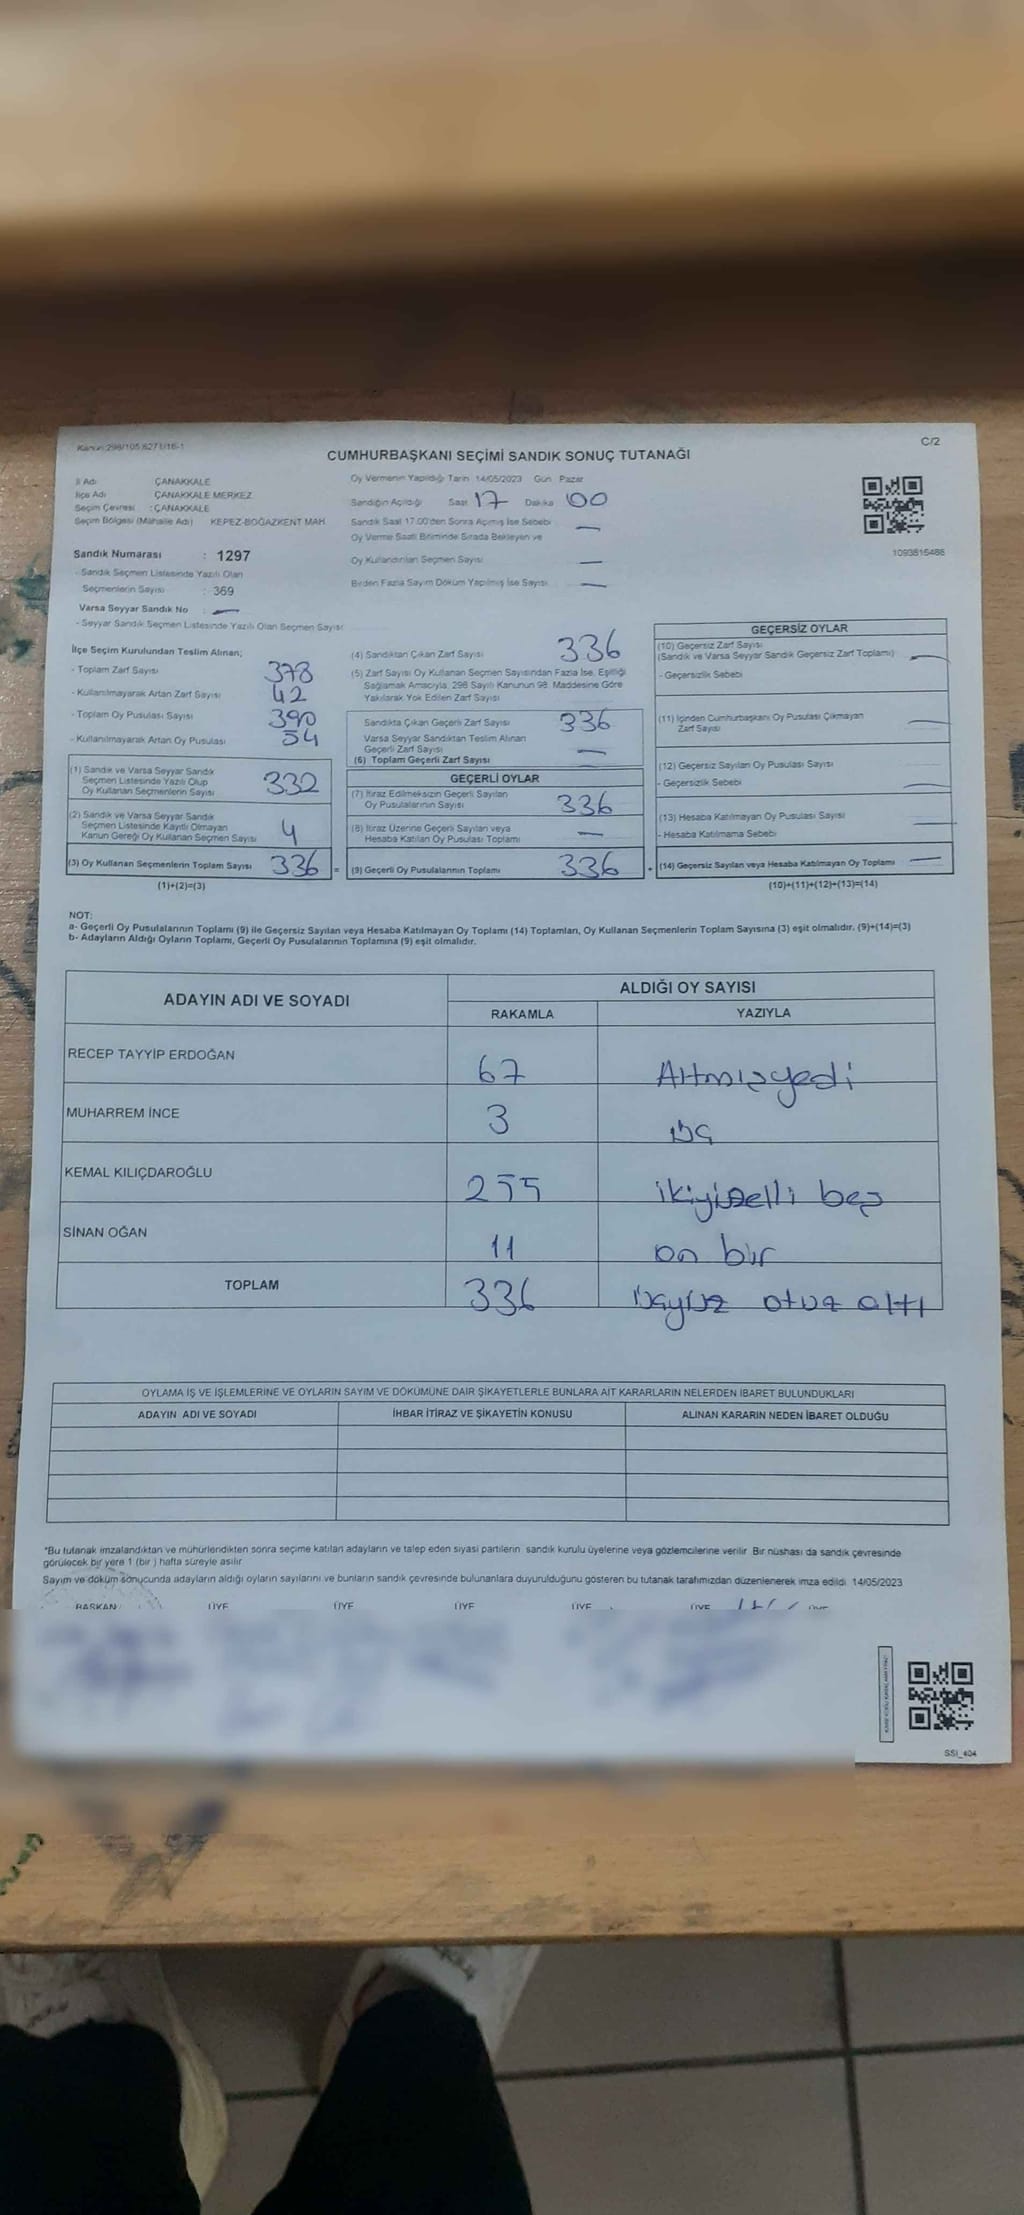 Kanun:298/105,6271/16-1
C/2
CUMHURBAŞKANI SEÇİMİ SANDIK SONUÇ TUTANAĞI
İl Adı ÇANAKKALE
İlçe Adı ÇANAKKALE MERKEZ
Seçim Çevresi : ÇANAKKALE
Seçim Bölgesi (Mahalle Adı) KEPEZ-BOĞAZKENT MAH.
Sandık Numarası : 1297
- Sandık Seçmen Listesinde Yazılı Olan
Seçmenlerin Sayısı : 369
Varsa Seyyar Sandık No : —
- Seyyar Sandık Seçmen Listesinde Yazılı Olan Seçmen Sayısı:
Oy Vermenin Yapıldığı Tarih 14/05/2023 Gün Pazar
Sandığın Açıldığı Saat 17 Dakika 00
Sandık Saat 17.00'den Sonra Açılmış İse Sebebi —
Oy Verme Saati Bitiminde Sırada Bekleyen ve
Oy Kullandırılan Seçmen Sayısı —
Birden Fazla Sayım Döküm Yapılmış İse Sayısı —
1093816486
İlçe Seçim Kurulundan Teslim Alınan;
- Toplam Zarf Sayısı 378
- Kullanılmayarak Artan Zarf Sayısı 42
- Toplam Oy Pusulası Sayısı 390
- Kullanılmayarak Artan Oy Pusulası 54
(1) Sandık ve Varsa Seyyar Sandık
Seçmen Listesinde Yazılı Olup
Oy Kullanan Seçmenlerin Sayısı 332
(2) Sandık ve Varsa Seyyar Sandık
Seçmen Listesinde Kayıtlı Olmayan
Kanun Gereği Oy Kullanan Seçmen Sayısı 4
(3) Oy Kullanan Seçmenlerin Toplam Sayısı 336 =
(1)+(2)=(3)
(4) Sandıktan Çıkan Zarf Sayısı 336
(5) Zarf Sayısı Oy Kullanan Seçmen Sayısından Fazla İse, Eşitliği
Sağlamak Amacıyla, 298 Sayılı Kanunun 98. Maddesine Göre
Yakılarak Yok Edilen Zarf Sayısı
Sandıkta Çıkan Geçerli Zarf Sayısı 336
Varsa Seyyar Sandıktan Teslim Alınan
Geçerli Zarf Sayısı —
(6) Toplam Geçerli Zarf Sayısı
GEÇERLİ OYLAR
(7) İtiraz Edilmeksizin Geçerli Sayılan
Oy Pusulalarının Sayısı 336
(8) İtiraz Üzerine Geçerli Sayılan veya
Hesaba Katılan Oy Pusulası Toplamı —
(9) Geçerli Oy Pusulalarının Toplamı 336 +
GEÇERSİZ OYLAR
(10) Geçersiz Zarf Sayısı
(Sandık ve Varsa Seyyar Sandık Geçersiz Zarf Toplamı) —
- Geçersizlik Sebebi
(11) İçinden Cumhurbaşkanı Oy Pusulası Çıkmayan
Zarf Sayısı —
(12) Geçersiz Sayılan Oy Pusulası Sayısı
- Geçersizlik Sebebi —
(13) Hesaba Katılmayan Oy Pusulası Sayısı —
- Hesaba Katılmama Sebebi
(14) Geçersiz Sayılan veya Hesaba Katılmayan Oy Toplamı —
(10)+(11)+(12)+(13)=(14)
NOT:
a- Geçerli Oy Pusulalarının Toplamı (9) ile Geçersiz Sayılan veya Hesaba Katılmayan Oy Toplamı (14) Toplamları, Oy Kullanan Seçmenlerin Toplam Sayısına (3) eşit olmalıdır. (9)+(14)=(3)
b- Adayların Aldığı Oyların Toplamı, Geçerli Oy Pusulalarının Toplamına (9) eşit olmalıdır.
ADAYIN ADI VE SOYADI ALDIĞI OY SAYISI
RAKAMLA YAZIYLA
RECEP TAYYİP ERDOĞAN 67 Altmışyedi
MUHARREM İNCE 3 üç
KEMAL KILIÇDAROĞLU 255 ikiyüzelli beş
SİNAN OĞAN 11 on bir
TOPLAM 336 üçyüz otuz altı
OYLAMA İŞ VE İŞLEMLERİNE VE OYLARIN SAYIM VE DÖKÜMÜNE DAİR ŞİKAYETLERLE BUNLARA AİT KARARLARIN NELERDEN İBARET BULUNDUKLARI
ADAYIN ADI VE SOYADI İHBAR İTİRAZ VE ŞİKAYETİN KONUSU ALINAN KARARIN NEDEN İBARET OLDUĞU
*Bu tutanak imzalandıktan ve mühürlendikten sonra seçime katılan adayların ve talep eden siyasi partilerin sandık kurulu üyelerine veya gözlemcilerine verilir. Bir nüshası da sandık çevresinde
görülecek bir yere 1 (bir ) hafta süreyle asılır
Sayım ve döküm sonucunda adayların aldığı oyların sayılarını ve bunların sandık çevresinde bulunanlara duyurulduğunu gösteren bu tutanak tarafımızdan düzenlenerek imza edildi 14/05/2023
BAŞKAN ÜYE ÜYE ÜYE ÜYE ÜYE ÜYE
SSI_404